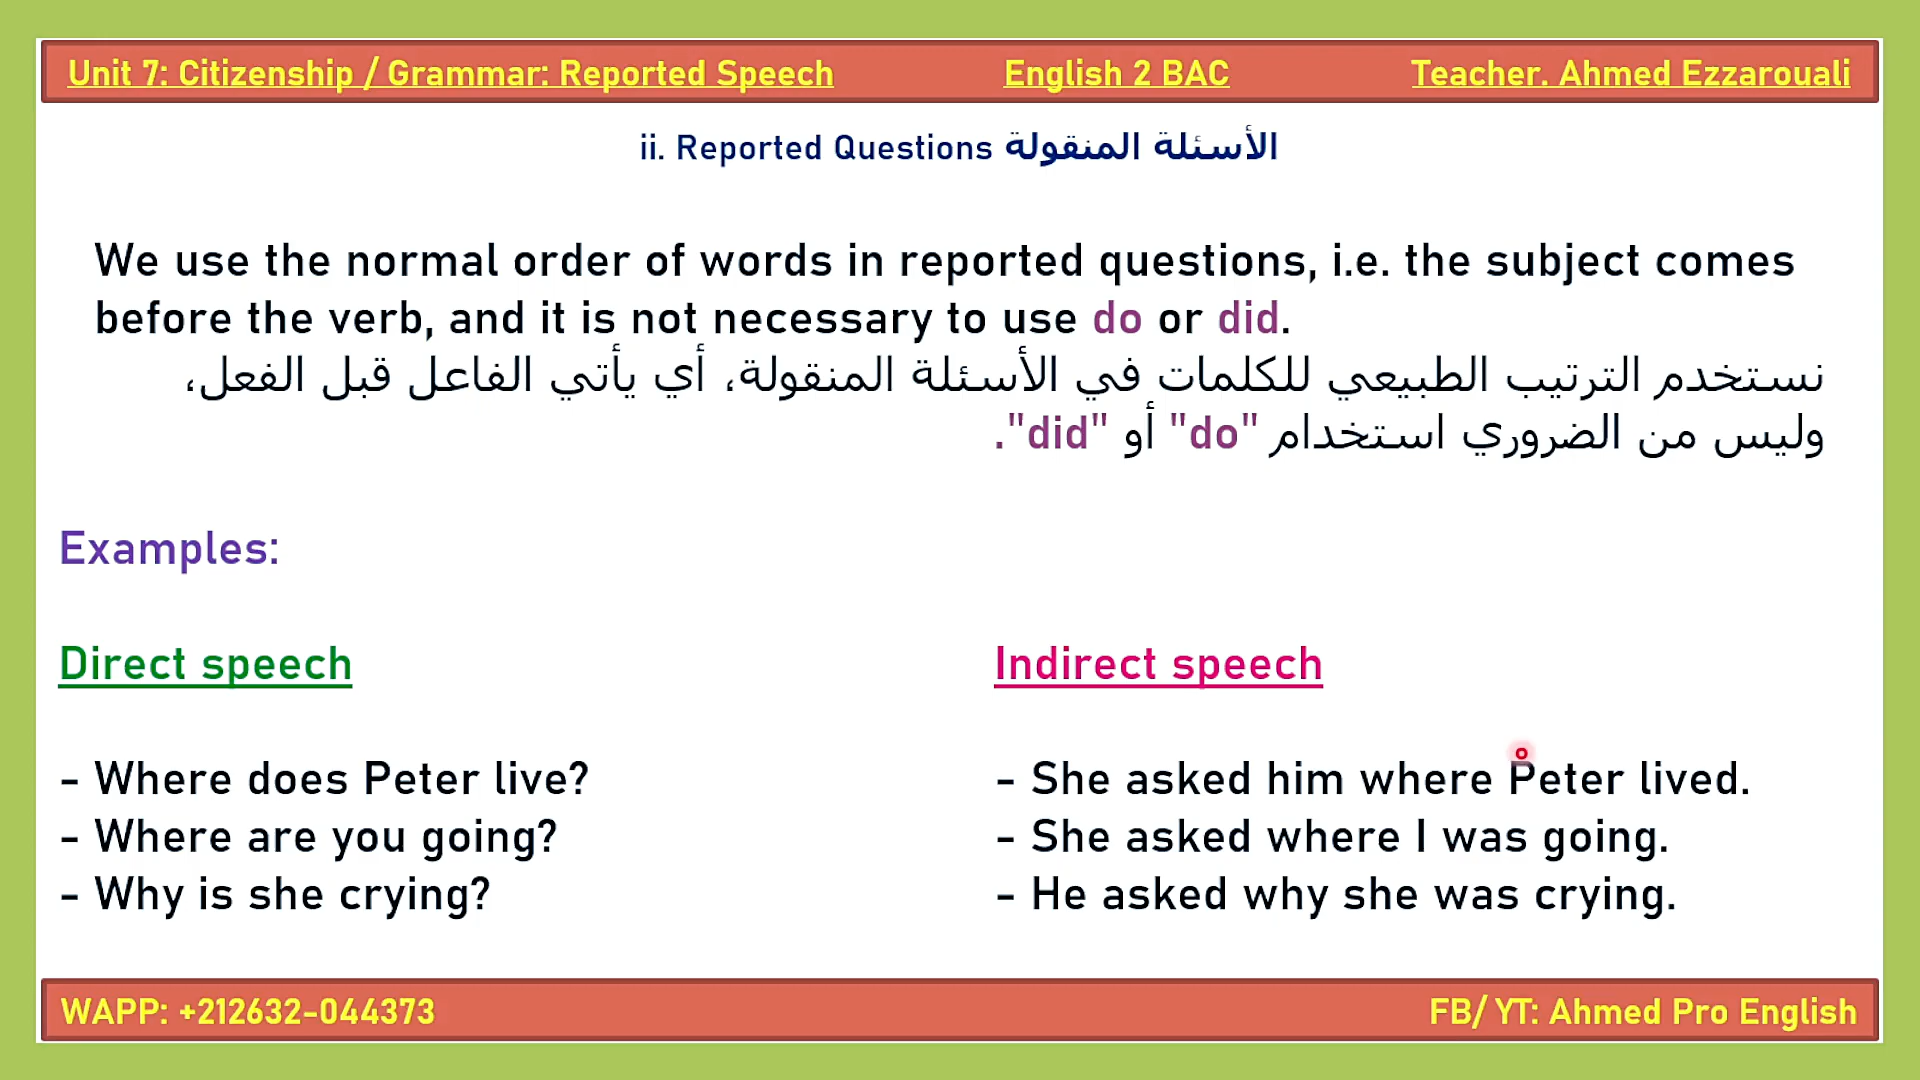 Unit 7: Citizenship / Grammar: Reported Speech English 2 BAC Teacher. Ahmed Ezzarouali
ii. Reported Questions الأسئلة المنقولة
We use the normal order of words in reported questions, i.e. the subject comes
before the verb, and it is not necessary to use do or did.
نستخدم الترتيب الطبيعي للكلمات في الأسئلة المنقولة، أي يأتي الفاعل قبل الفعل،
وليس من الضروري استخدام "do" أو "did".
Examples:
Direct speech
- Where does Peter live?
- Where are you going?
- Why is she crying?
Indirect speech
- She asked him where Peter lived.
- She asked where I was going.
- He asked why she was crying.
WAPP: +212632-044373 FB/ YT: Ahmed Pro English